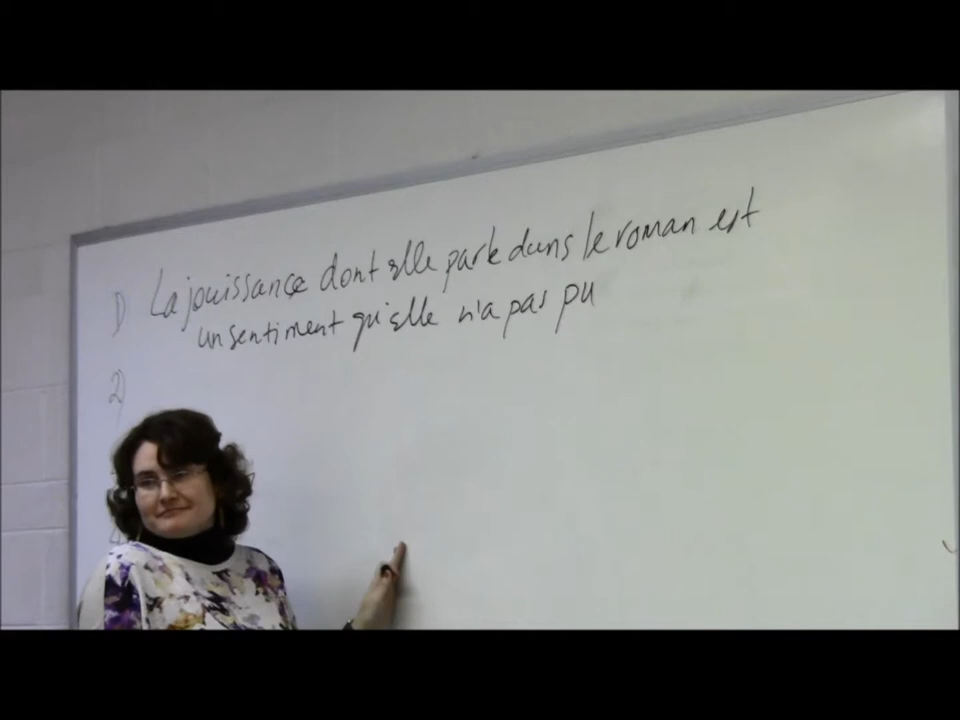 1) La jouissance dont elle parle dans le roman est
un sentiment qu'elle n'a pas pu
2)